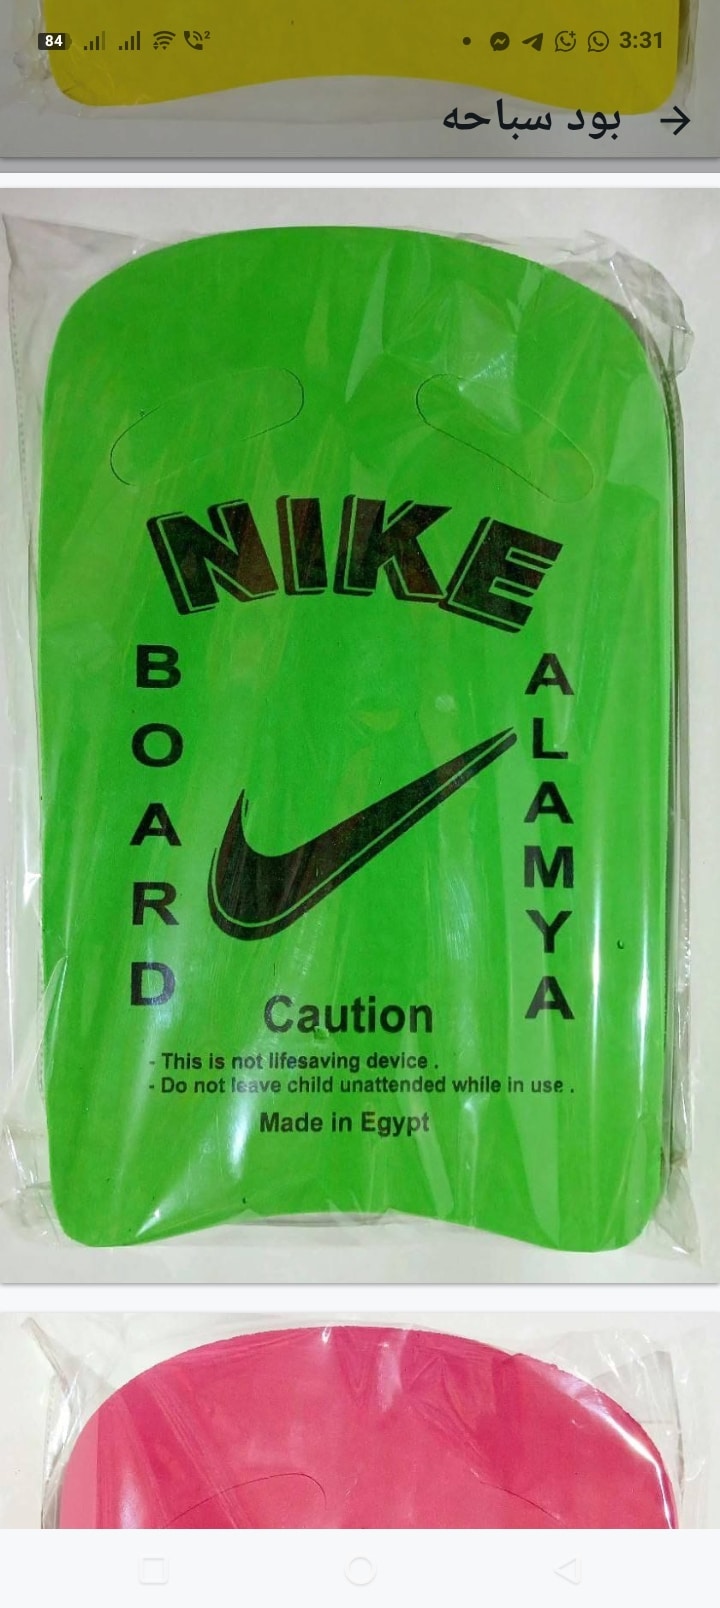 84
2
3:31
بود سباحه
NIKE
BOARD
ALAMYA
Caution
- This is not lifesaving device .
- Do not leave child unattended while in use .
Made in Egypt